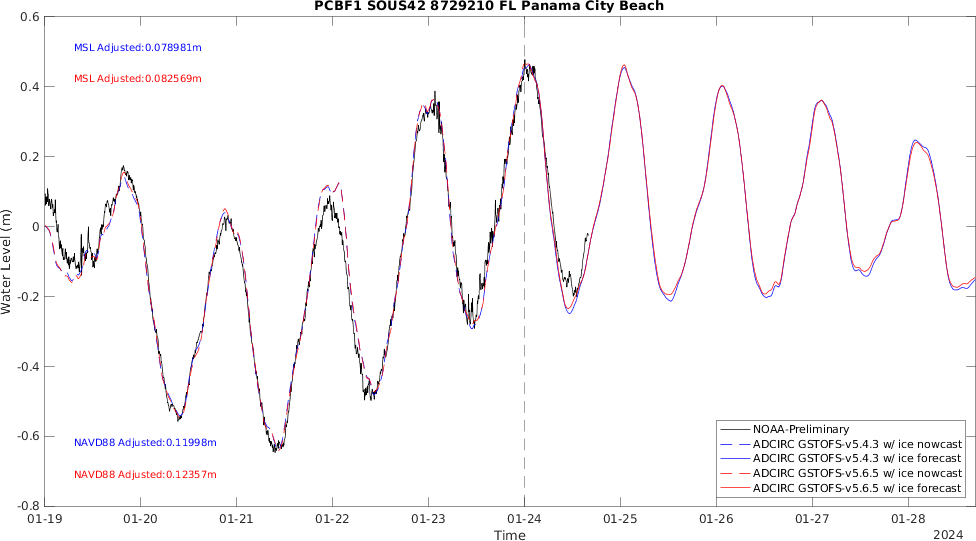 PCBF1 SOUS42 8729210 FL Panama City Beach
0.6
MSL Adjusted:0.078981m
MSL Adjusted:0.082569m
0.4
0.2
0
-0.2
-0.4
-0.6
-0.8
Water Level (m)
NAVD88 Adjusted:0.11998m
NAVD88 Adjusted:0.12357m
NOAA-Preliminary
ADCIRC GSTOFS-v5.4.3 w/ ice nowcast
ADCIRC GSTOFS-v5.4.3 w/ ice forecast
ADCIRC GSTOFS-v5.6.5 w/ ice nowcast
ADCIRC GSTOFS-v5.6.5 w/ ice forecast
01-19 01-20 01-21 01-22 01-23 01-24 01-25 01-26 01-27 01-28
Time
2024